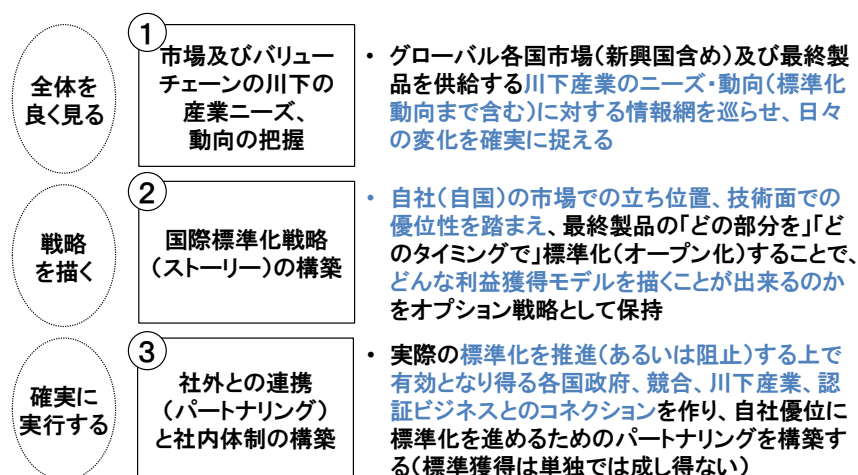 全体を
良く見る
①
市場及びバリュー
チェーンの川下の
産業ニーズ、
動向の把握
• グローバル各国市場(新興国含め)及び最終製
品を供給する川下産業のニーズ・動向(標準化
動向まで含む)に対する情報網を巡らせ、日々
の変化を確実に捉える
戦略
を描く
②
国際標準化戦略
(ストーリー)の構築
• 自社(自国)の市場での立ち位置、技術面での
優位性を踏まえ、最終製品の「どの部分を」「ど
のタイミングで」標準化(オープン化)することで、
どんな利益獲得モデルを描くことが出来るのか
をオプション戦略として保持
確実に
実行する
③
社外との連携
(パートナリング)
と社内体制の構築
• 実際の標準化を推進(あるいは阻止)する上で
有効となり得る各国政府、競合、川下産業、認
証ビジネスとのコネクションを作り、自社優位に
標準化を進めるためのパートナリングを構築す
る(標準獲得は単独では成し得ない)